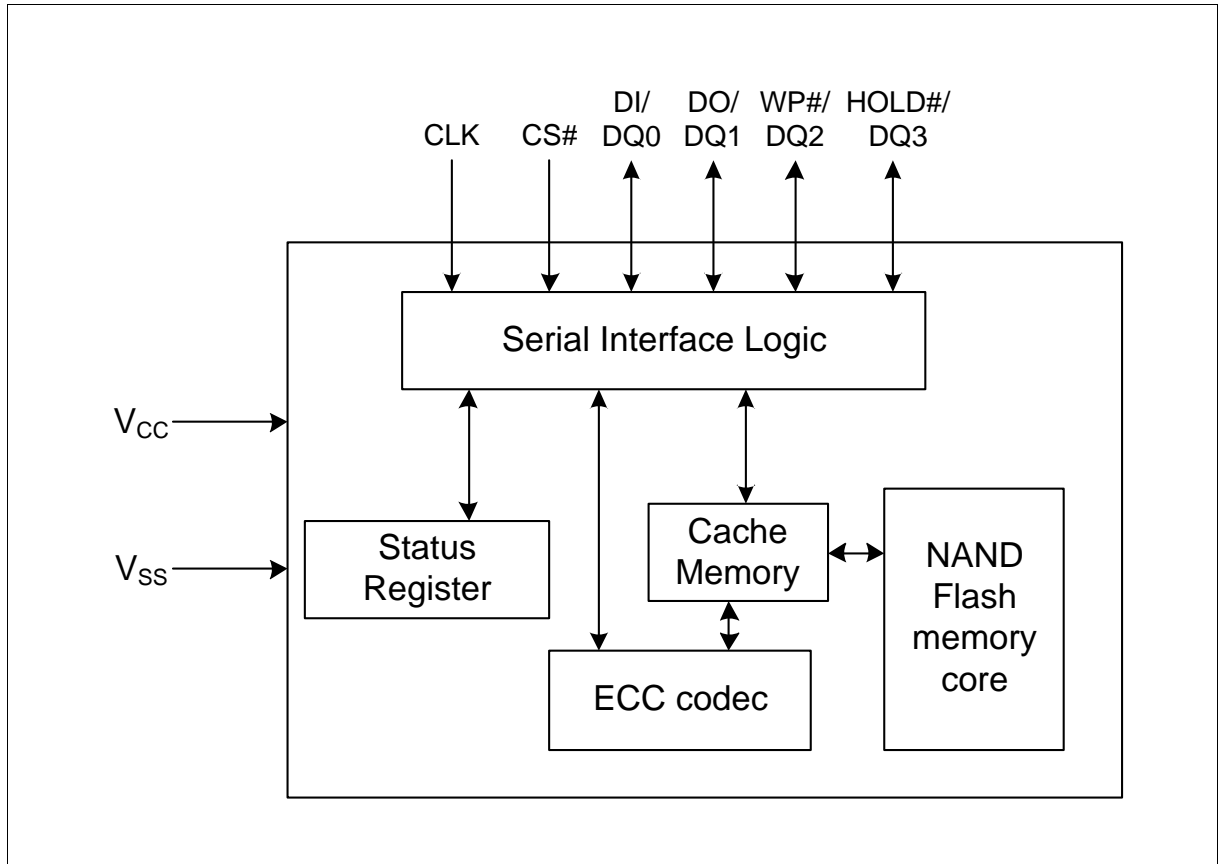 CLK
CS#
DI/
DQ0
DO/
DQ1
WP#/
DQ2
HOLD#/
DQ3
Serial Interface Logic
VCC
VSS
Status
Register
Cache
Memory
ECC codec
NAND
Flash
memory
core